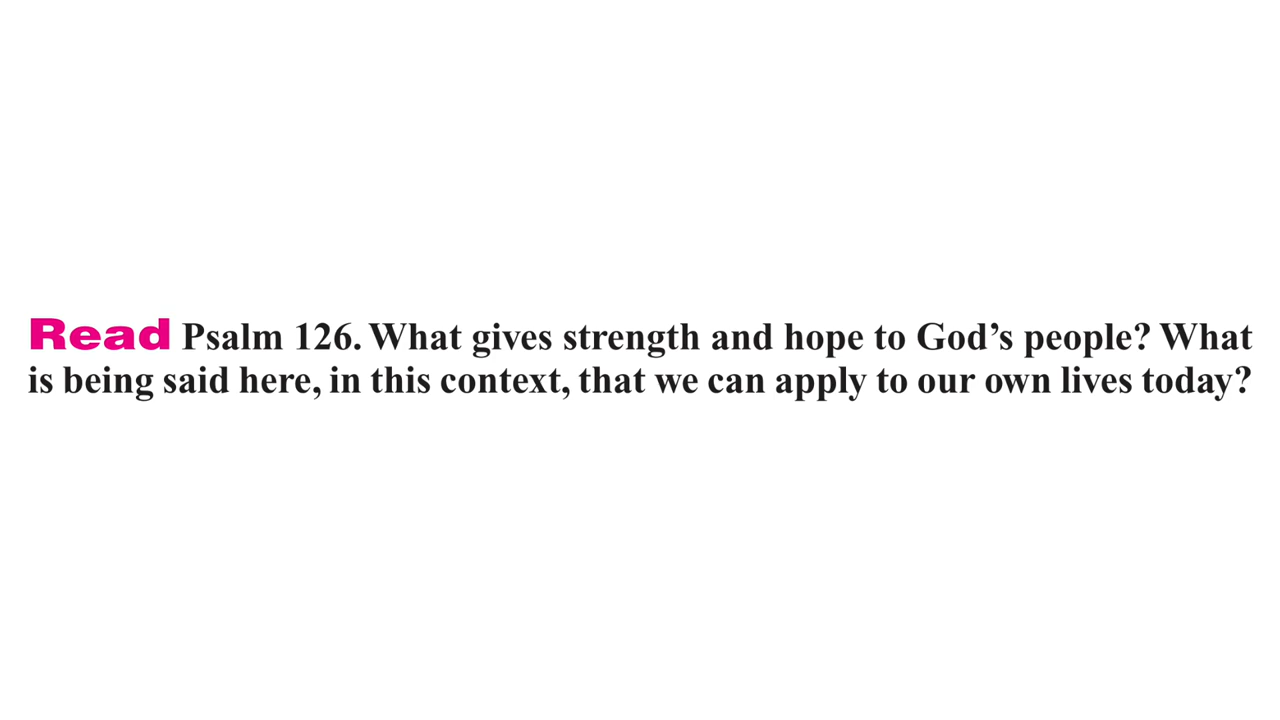 Read Psalm 126. What gives strength and hope to God’s people? What
is being said here, in this context, that we can apply to our own lives today?